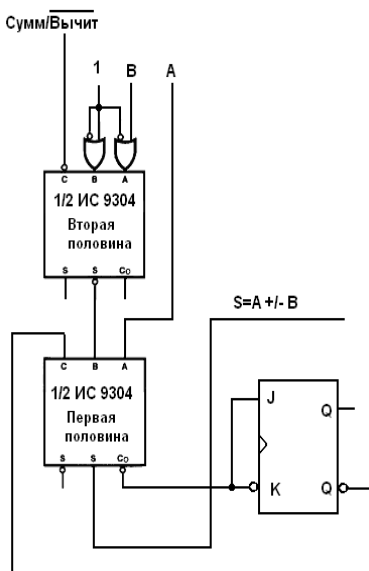 Сумм/Вычит
1 B A
C B A
1/2 ИС 9304
Вторая
половина
S S Co
S=A +/- B
C B A
1/2 ИС 9304
Первая
половина
S S Co
J Q
K Q